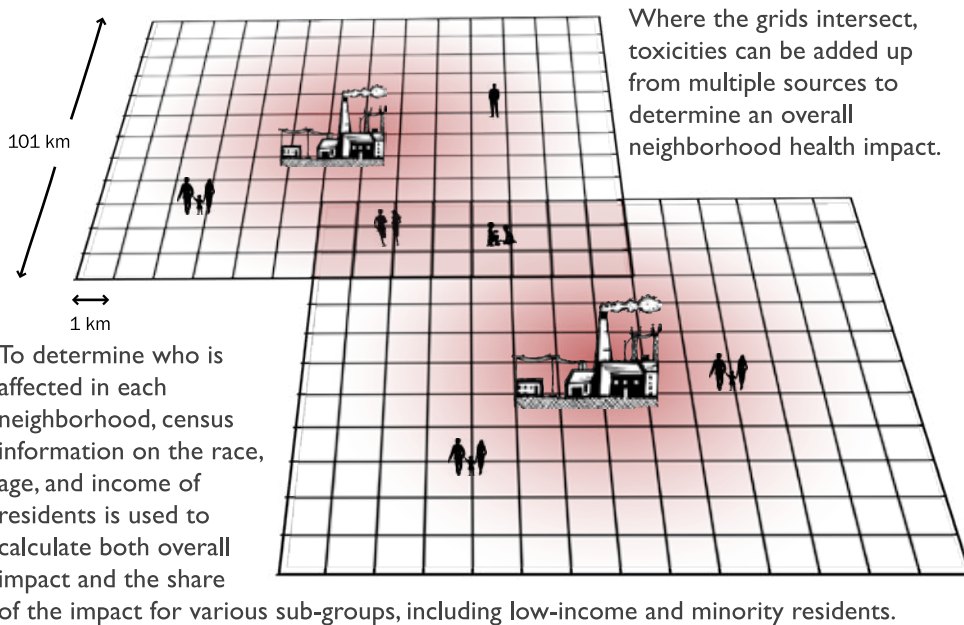 Where the grids intersect,
toxicities can be added up
from multiple sources to
determine an overall
neighborhood health impact.
101 km
1 km
To determine who is
affected in each
neighborhood, census
information on the race,
age, and income of
residents is used to
calculate both overall
impact and the share
of the impact for various sub-groups, including low-income and minority residents.